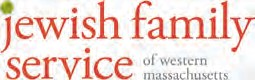 jewish family
service of western
massachusetts